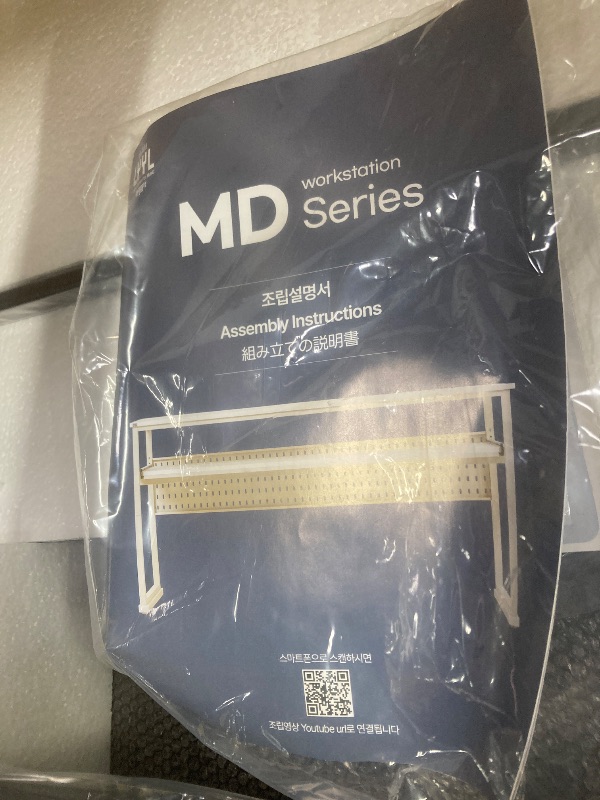 workstation
MD Series
조립설명서
Assembly Instructions
組み立ての説明書
스마트폰으로 스캔하시면
조립영상 Youtube url로 연결됩니다